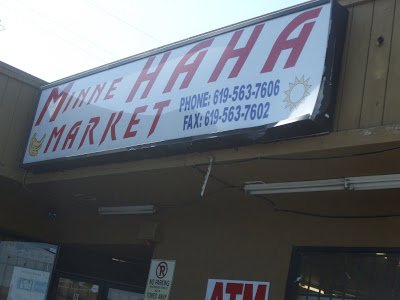 MINNE HAHA
MARKET
PHONE: 619-563-7606
FAX: 619-563-7602
NO PARKING
ATM